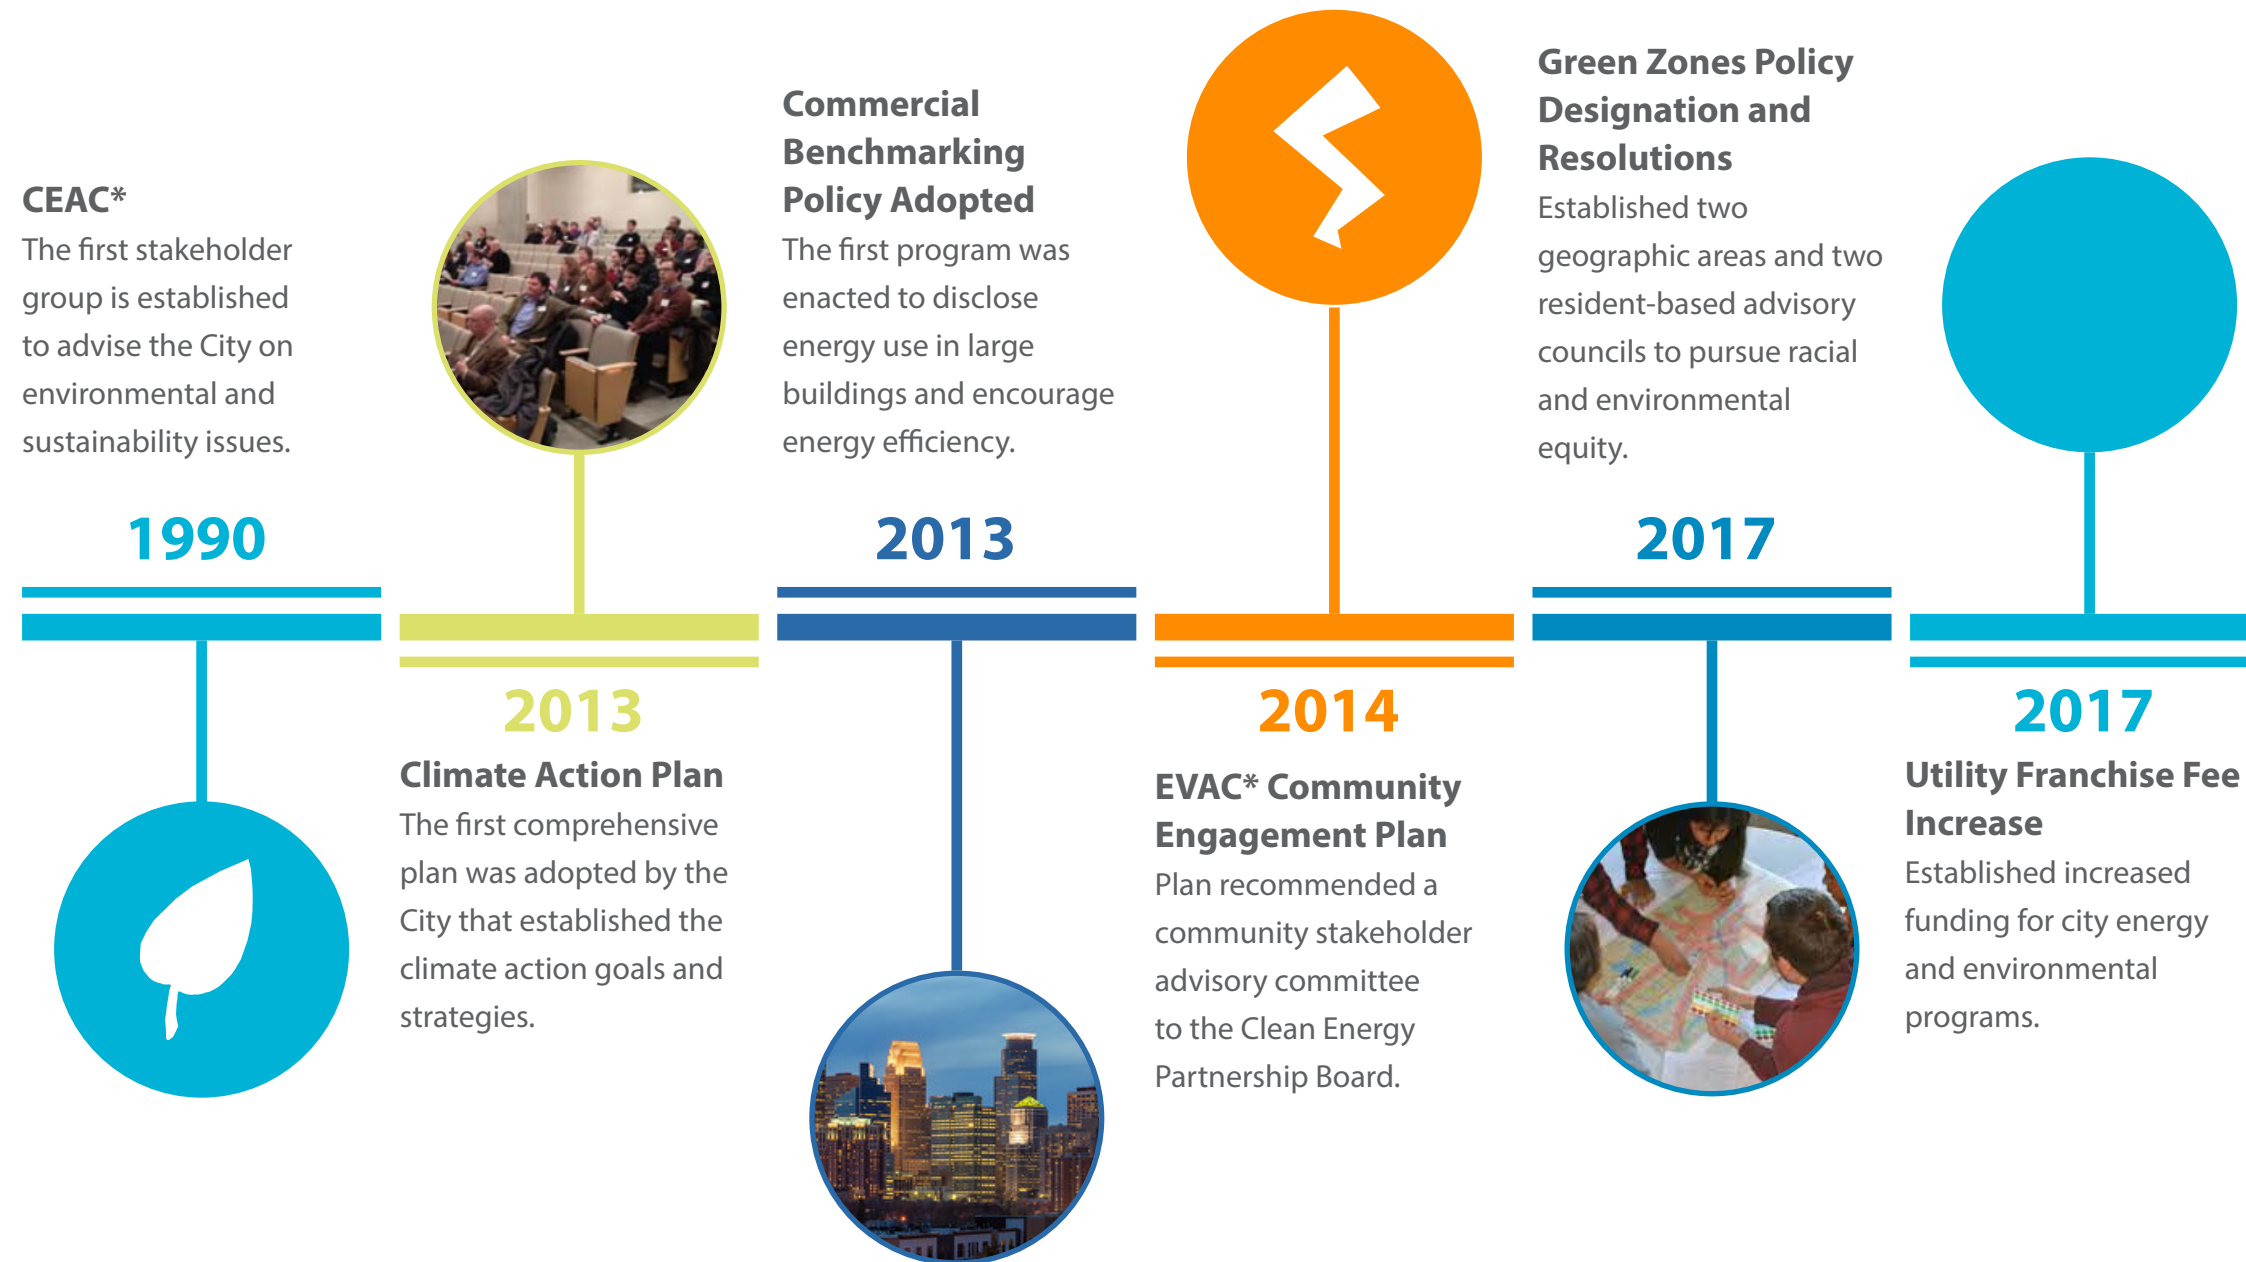 CEAC*
The first stakeholder
group is established
to advise the City on
environmental and
sustainability issues.
1990
2013
Climate Action Plan
The first comprehensive
plan was adopted by the
City that established the
climate action goals and
strategies.
Commercial
Benchmarking
Policy Adopted
The first program was
enacted to disclose
energy use in large
buildings and encourage
energy efficiency.
2013
2014
EVAC* Community
Engagement Plan
Plan recommended a
community stakeholder
advisory committee
to the Clean Energy
Partnership Board.
Green Zones Policy
Designation and
Resolutions
Established two
geographic areas and two
resident-based advisory
councils to pursue racial
and environmental
equity.
2017
2017
Utility Franchise Fee
Increase
Established increased
funding for city energy
and environmental
programs.